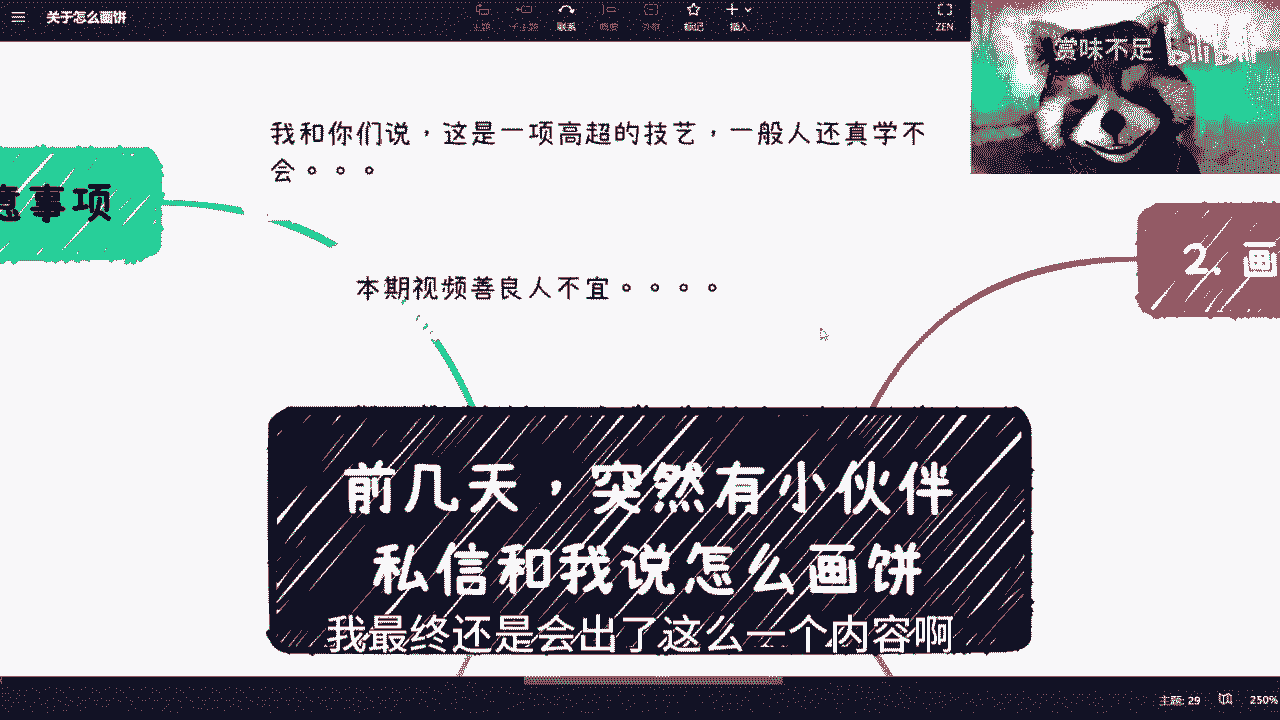 关于怎么画饼
主题
子主题
联系
概要
外框
标记
插入
ZEN
赏味不足 bilibili
我和你们说，这是一项高超的技艺，一般人还真学不
会。。。
意事项
2. 画
本期视频善良人不宜。。。。
前几天，突然有小伙伴
私信和我说怎么画饼
我最终还是会出了这么一个内容啊
主题: 29
250%